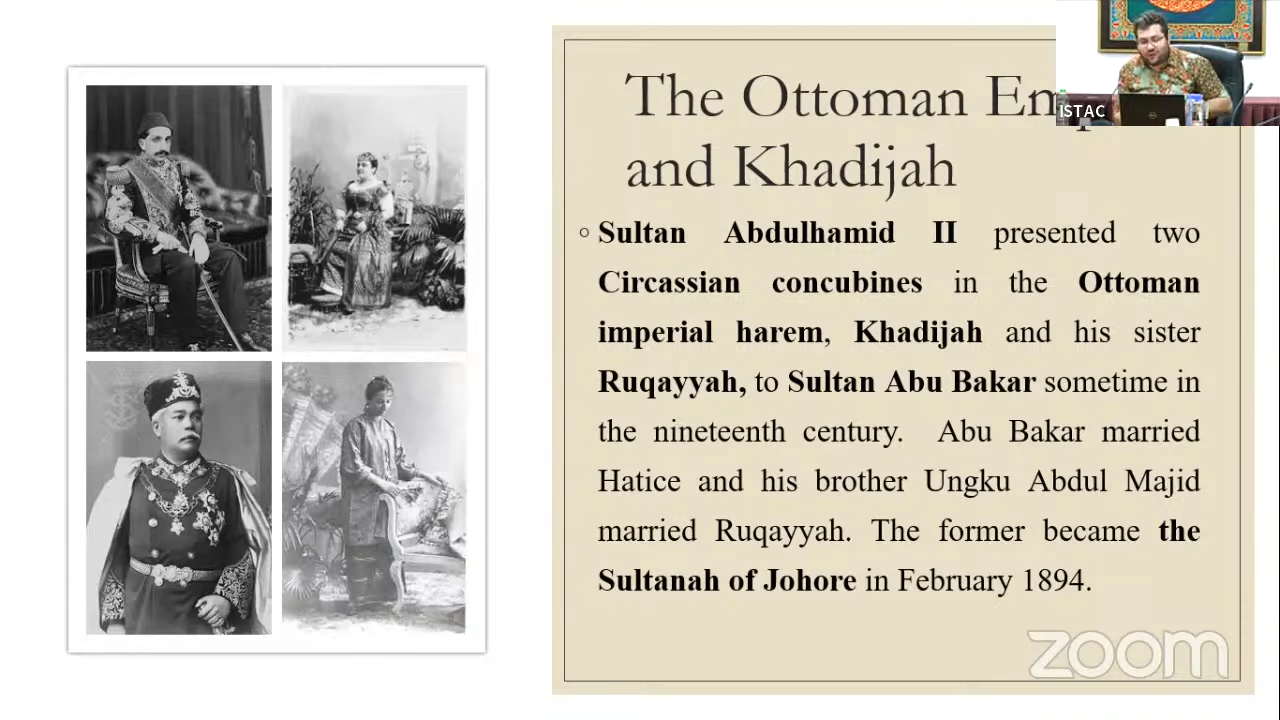 The Ottoman Em
and Khadijah
ISTAC
◦ Sultan Abdulhamid II presented two
Circassian concubines in the Ottoman
imperial harem, Khadijah and his sister
Ruqayyah, to Sultan Abu Bakar sometime in
the nineteenth century. Abu Bakar married
Hatice and his brother Ungku Abdul Majid
married Ruqayyah. The former became the
Sultanah of Johore in February 1894.
zoom